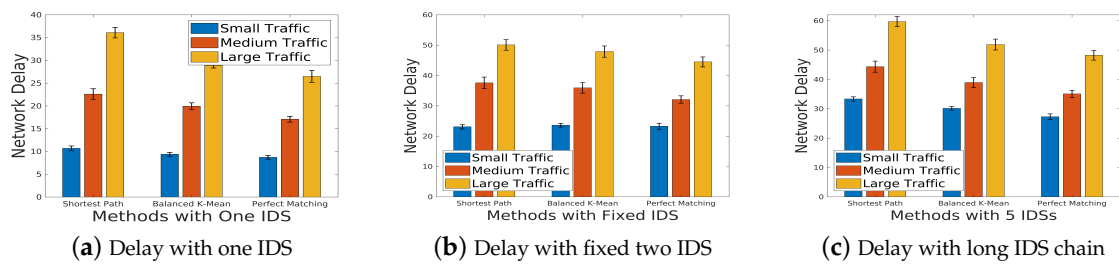 Network Delay
40
35
30
25
20
15
10
5
0
Small Traffic
Medium Traffic
Large Traffic
Shortest Path Balanced K-Mean Perfect Matching
Methods with One IDS
(a) Delay with one IDS
Network Delay
60
50
40
30
20
10
0
Small Traffic
Medium Traffic
Large Traffic
Shortest Path Balanced K-Mean Perfect Matching
Methods with Fixed IDS
(b) Delay with fixed two IDS
Network Delay
60
50
40
30
20
10
0
Small Traffic
Medium Traffic
Large Traffic
Shortest Path Balanced K-Mean Perfect Matching
Methods with 5 IDSs
(c) Delay with long IDS chain